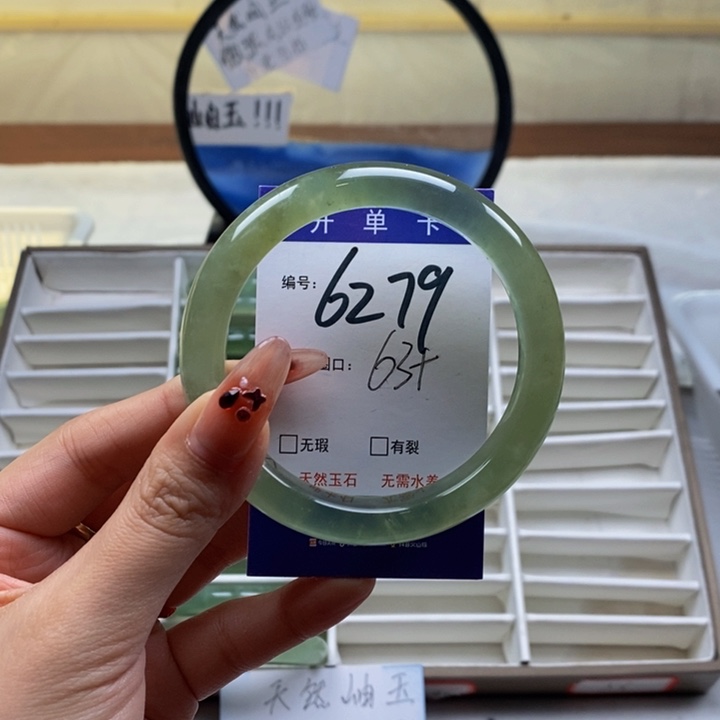 岫玉!!!
开单卡
编号: 6279
圈口: 63+
无瑕 有裂
天然玉石 无需水养
天然岫玉